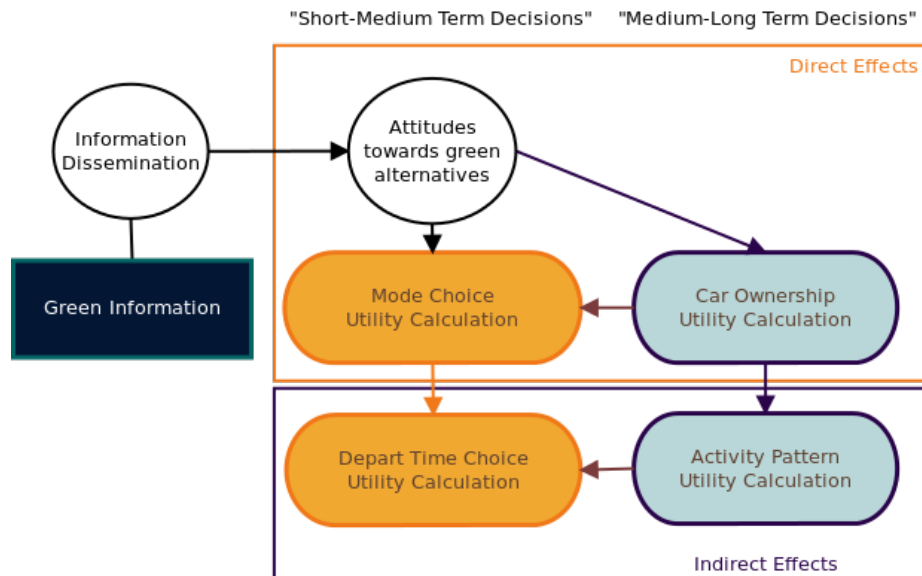 "Short-Medium Term Decisions"
"Medium-Long Term Decisions"
Direct Effects
Information
Dissemination
Attitudes
towards green
alternatives
Green Information
Mode Choice
Utility Calculation
Car Ownership
Utility Calculation
Depart Time Choice
Utility Calculation
Activity Pattern
Utility Calculation
Indirect Effects